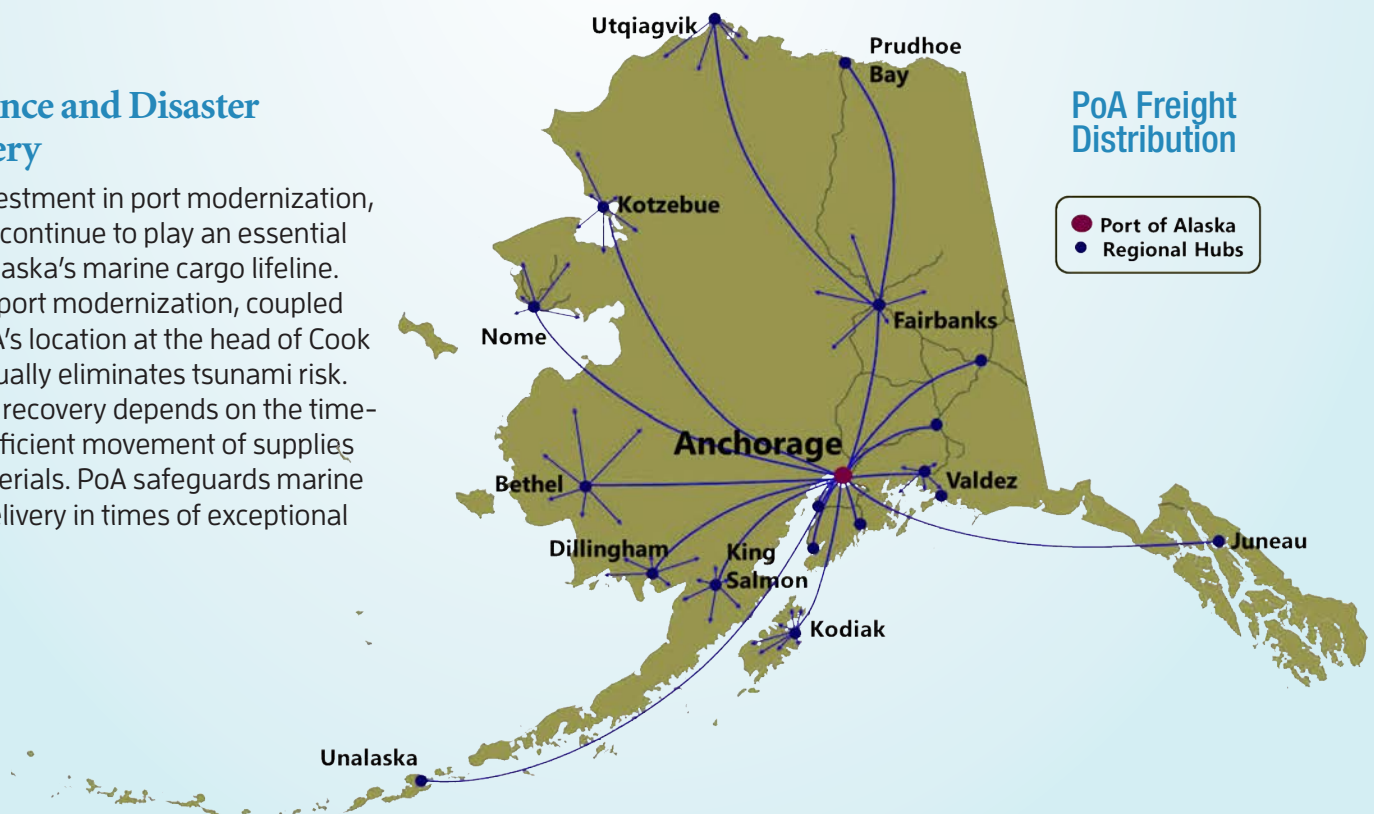 nce and Disaster
ery
estment in port modernization,
continue to play an essential
laska's marine cargo lifeline.
port modernization, coupled
A's location at the head of Cook
ually eliminates tsunami risk.
recovery depends on the time-
ficient movement of supplies
erials. PoA safeguards marine
elivery in times of exceptional
PoA Freight
Distribution
Port of Alaska
Regional Hubs
Utqiagvik
Prudhoe
Bay
Kotzebue
Nome
Fairbanks
Anchorage
Bethel
Valdez
Dillingham
King
Salmon
Juneau
Kodiak
Unalaska